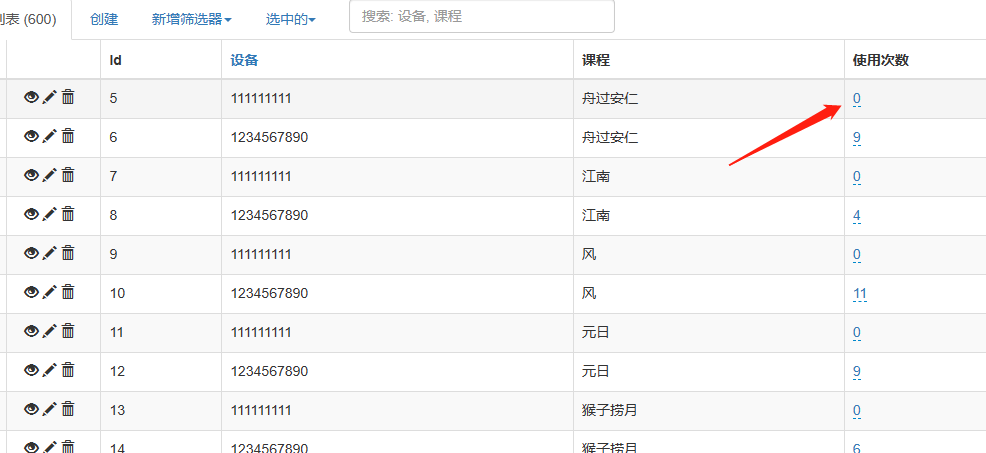 列表 (600) 创建 新增筛选器 选中的 搜索: 设备, 课程
Id 设备 课程 使用次数
5 111111111 舟过安仁 0
6 1234567890 舟过安仁 9
7 111111111 江南 0
8 1234567890 江南 4
9 111111111 风 0
10 1234567890 风 11
11 111111111 元日 0
12 1234567890 元日 9
13 111111111 猴子捞月 0
14 1234567890 猴子捞月 6